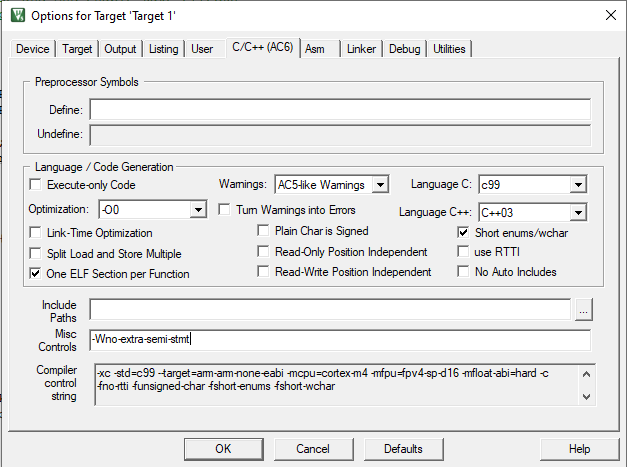 Options for Target 'Target 1'
Device Target Output Listing User C/C++ (AC6) Asm Linker Debug Utilities
Preprocessor Symbols
Define:
Undefine:
Language / Code Generation
Execute-only Code Warnings: AC5-like Warnings Language C: c99
Optimization: -O0 Turn Warnings into Errors Language C++: C++03
Link-Time Optimization Plain Char is Signed Short enums/wchar
Split Load and Store Multiple Read-Only Position Independent use RTTI
One ELF Section per Function Read-Write Position Independent No Auto Includes
Include
Paths
...
Misc
Controls
-Wno-extra-semi-stmt
Compiler
control
string
-xc -std=c99 --target=arm-arm-none-eabi -mcpu=cortex-m4 -mfpu=fpv4-sp-d16 -mfloat-abi=hard -c
-fno-rtti -funsigned-char -fshort-enums -fshort-wchar
OK Cancel Defaults Help